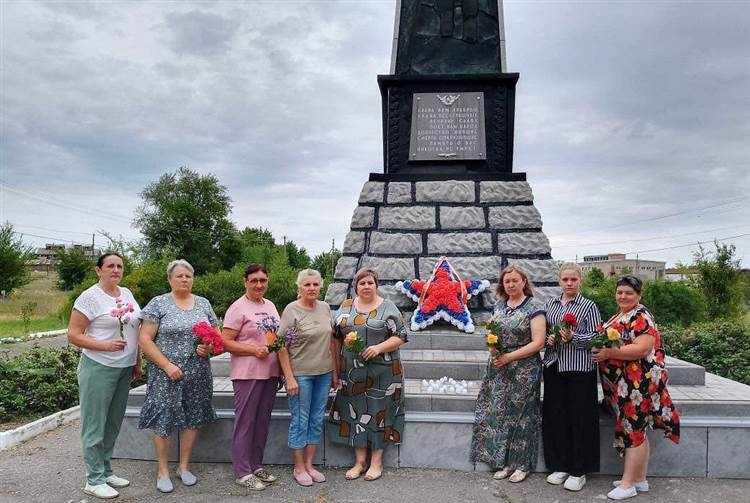 СЛАВА ВАМ ХРАБРЫЕ
СЛАВА БЕССТРАШНЫЕ
ВЕЧНУЮ СЛАВУ
ПОЕТ ВАМ НАРОД
ДОБЛЕСТНО ЖИВШИЕ
СМЕРТЬ СОКРУШИВШИЕ
ПАМЯТЬ О ВАС
НИКОГДА НЕ УМРЕТ